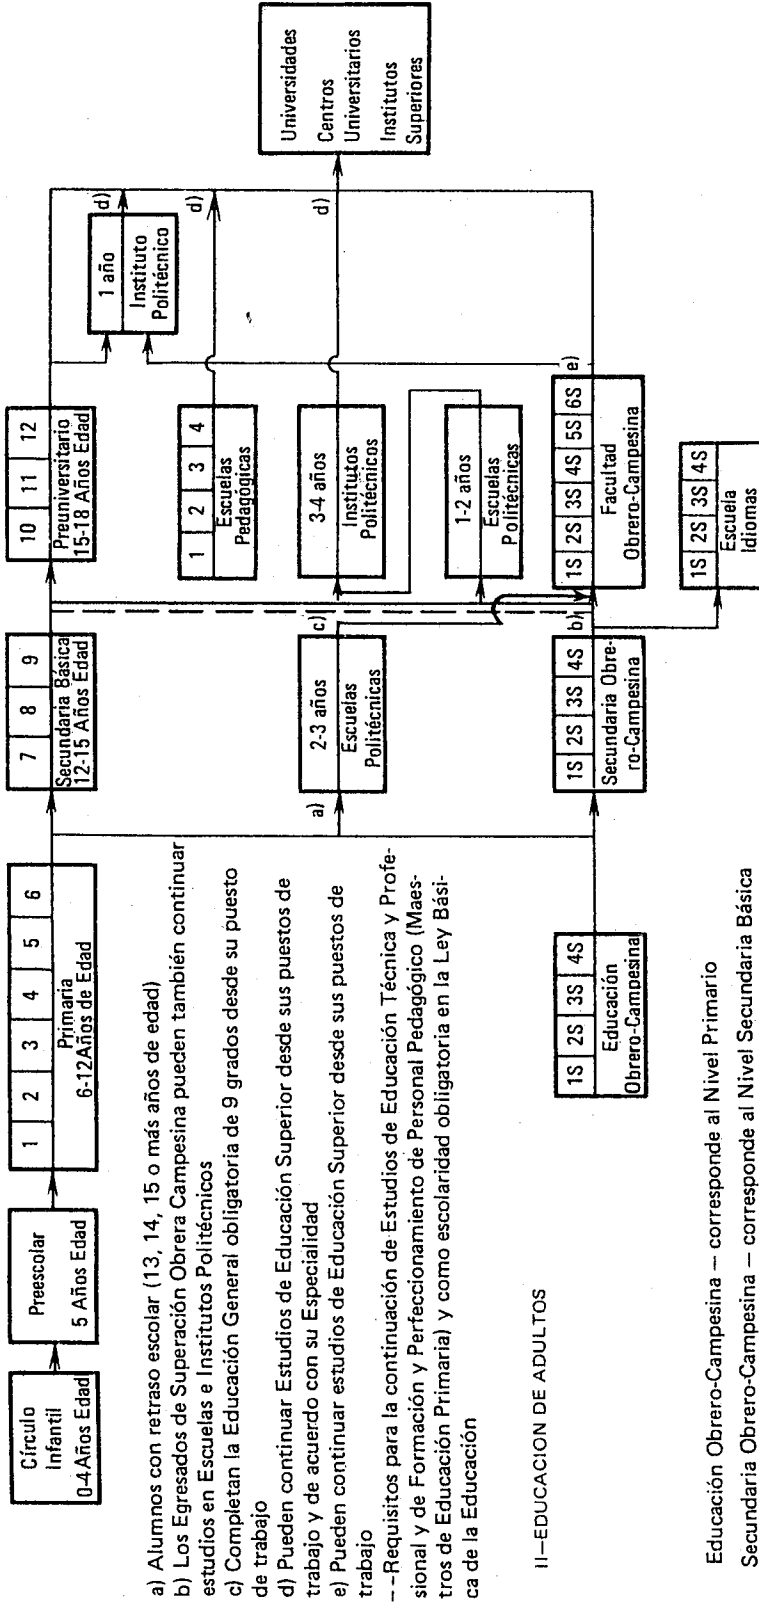 Círculo
Infantil
0-4 Años Edad
Preescolar
5 Años Edad
1 2 3 4 5 6
Primaria
6-12 Años de Edad
7 8 9
Secundaria Básica
12-15 Años Edad
10 11 12
Preuniversitario
15-18 Años Edad
1 año
Instituto
Politécnico
d)
1 2 3 4
Escuelas
Pedagógicas
d)
a)
2-3 años
Escuelas
Politécnicas
c)
3-4 años
Institutos
Politécnicos
d)
Universidades
Centros
Universitarios
Institutos
Superiores
1-2 años
Escuelas
Politécnicas
1S 2S 3S 4S
Educación
Obrero-Campesina
1S 2S 3S 4S
Secundaria Obre-
ro-Campesina
b)
1S 2S 3S 4S 5S 6S
Facultad
Obrero-Campesina
e)
1S 2S 3S 4S
Escuela
Idiomas
a) Alumnos con retraso escolar (13, 14, 15 o más años de edad)
b) Los Egresados de Superación Obrera Campesina pueden también continuar
estudios en Escuelas e Institutos Politécnicos
c) Completan la Educación General obligatoria de 9 grados desde su puesto
de trabajo
d) Pueden continuar Estudios de Educación Superior desde sus puestos de
trabajo y de acuerdo con su Especialidad
e) Pueden continuar estudios de Educación Superior desde sus puestos de
trabajo
--Requisitos para la continuación de Estudios de Educación Técnica y Profe-
sional y de Formación y Perfeccionamiento de Personal Pedagógico (Maes-
tros de Educación Primaria) y como escolaridad obligatoria en la Ley Bási-
ca de la Educación
II—EDUCACION DE ADULTOS
Educación Obrero-Campesina — corresponde al Nivel Primario
Secundaria Obrero-Campesina — corresponde al Nivel Secundaria Básica